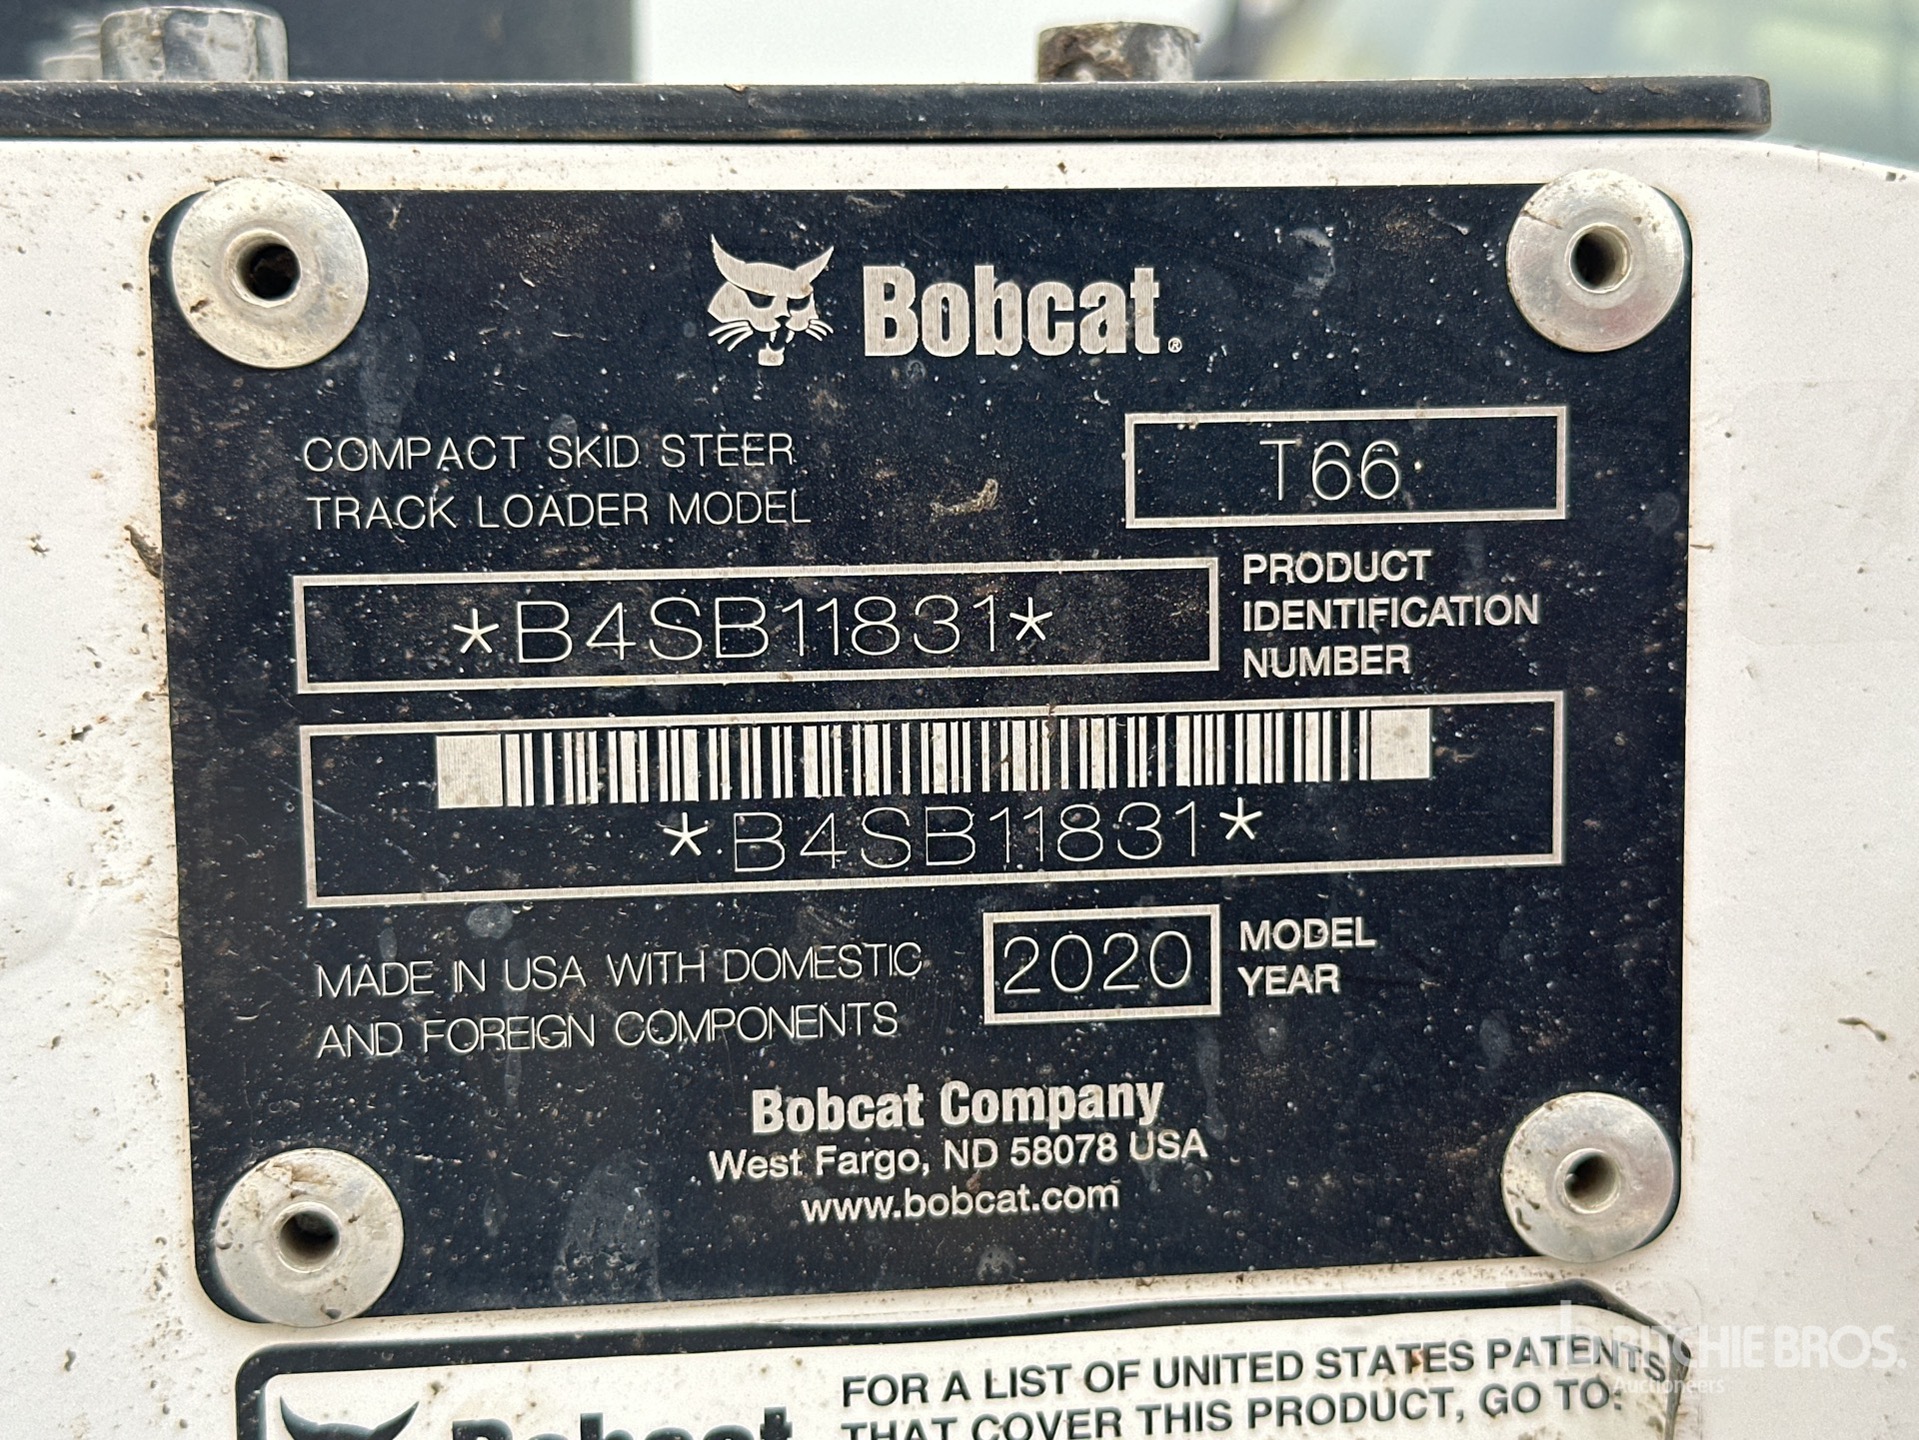 Bobcat®
COMPACT SKID STEER
TRACK LOADER MODEL
T66
*B4SB11831*
PRODUCT
IDENTIFICATION
NUMBER
*B4SB11831*
MADE IN USA WITH DOMESTIC
AND FOREIGN COMPONENTS
2020
MODEL
YEAR
Bobcat Company
West Fargo, ND 58078 USA
www.bobcat.com
Bobcat
FOR A LIST OF UNITED STATES PATENTS
THAT COVER THIS PRODUCT, GO TO:
RITCHIE BROS.
Auctioneers